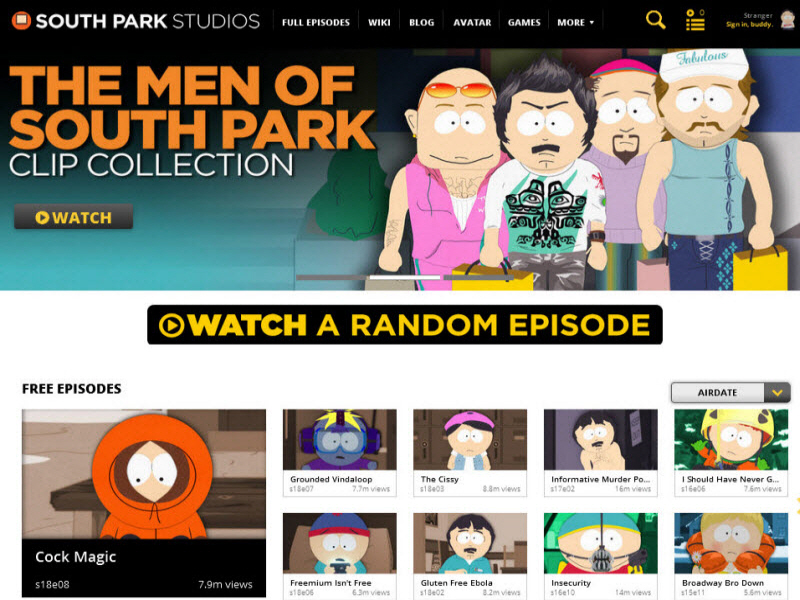 SOUTH PARK STUDIOS
FULL EPISODES
WIKI
BLOG
AVATAR
GAMES
MORE
0
Stranger
Sign in, buddy.
Fabulous
THE MEN OF
SOUTH PARK
CLIP COLLECTION
WATCH
WATCH A RANDOM EPISODE
FREE EPISODES
AIRDATE
Cock Magic
s18e08 7.9m views
Grounded Vindaloop
s18e07 7.7m views
The Cissy
s18e03 8.8m views
Informative Murder Po...
s17e02 16m views
I Should Have Never G...
s16e06 7.6m views
Freemium Isn't Free
s18e06 6.3m views
Gluten Free Ebola
s18e02 8.2m views
Insecurity
s16e10 14m views
Broadway Bro Down
s15e11 5.6m views